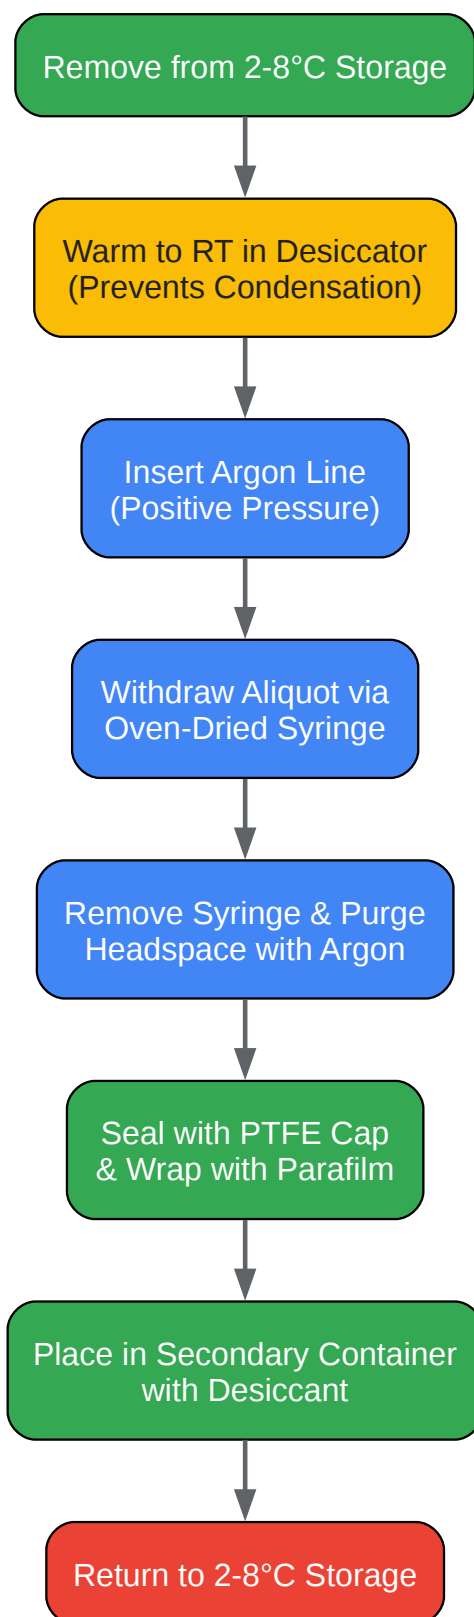 Remove from 2-8°C Storage
Warm to RT in Desiccator
(Prevents Condensation)
Insert Argon Line
(Positive Pressure)
Withdraw Aliquot via
Oven-Dried Syringe
Remove Syringe & Purge
Headspace with Argon
Seal with PTFE Cap
& Wrap with Parafilm
Place in Secondary Container
with Desiccant
Return to 2-8°C Storage